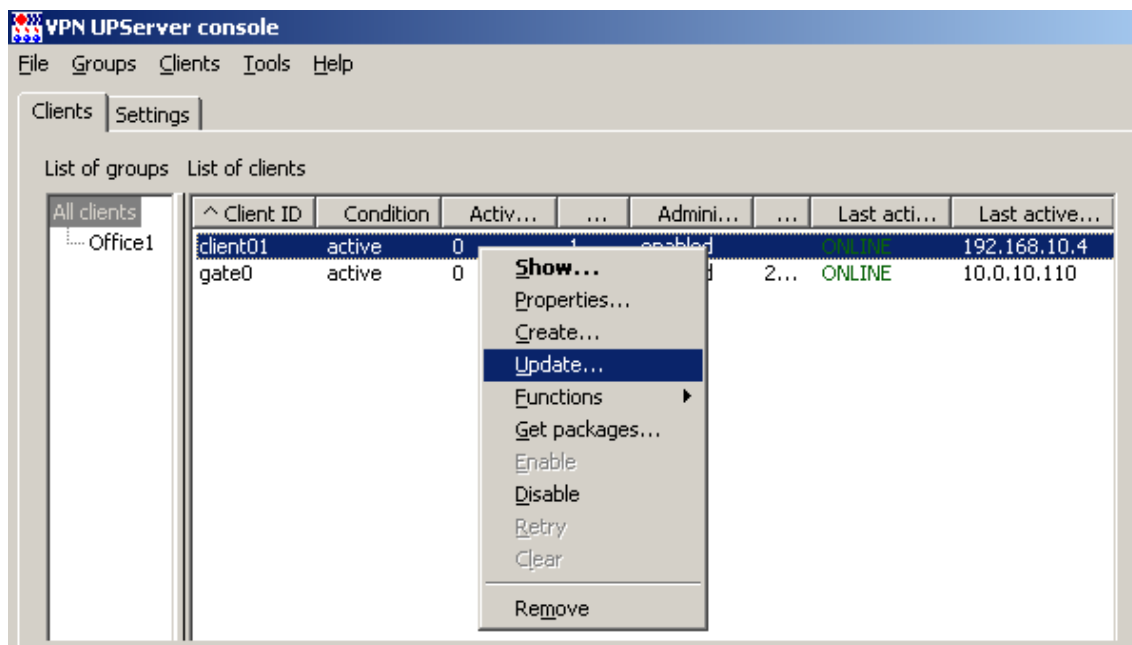 VPN UPServer console
File Groups Clients Tools Help
Clients Settings
List of groups List of clients
All clients ^ Client ID Condition Activ... ... Admini... ... Last acti... Last active...
Office1 client01 active 0 1 enabled ONLINE 192.168.10.4
gate0 active 0 2... ONLINE 10.0.10.110
Show...
Properties...
Create...
Update...
Functions
Get packages...
Enable
Disable
Retry
Clear
Remove